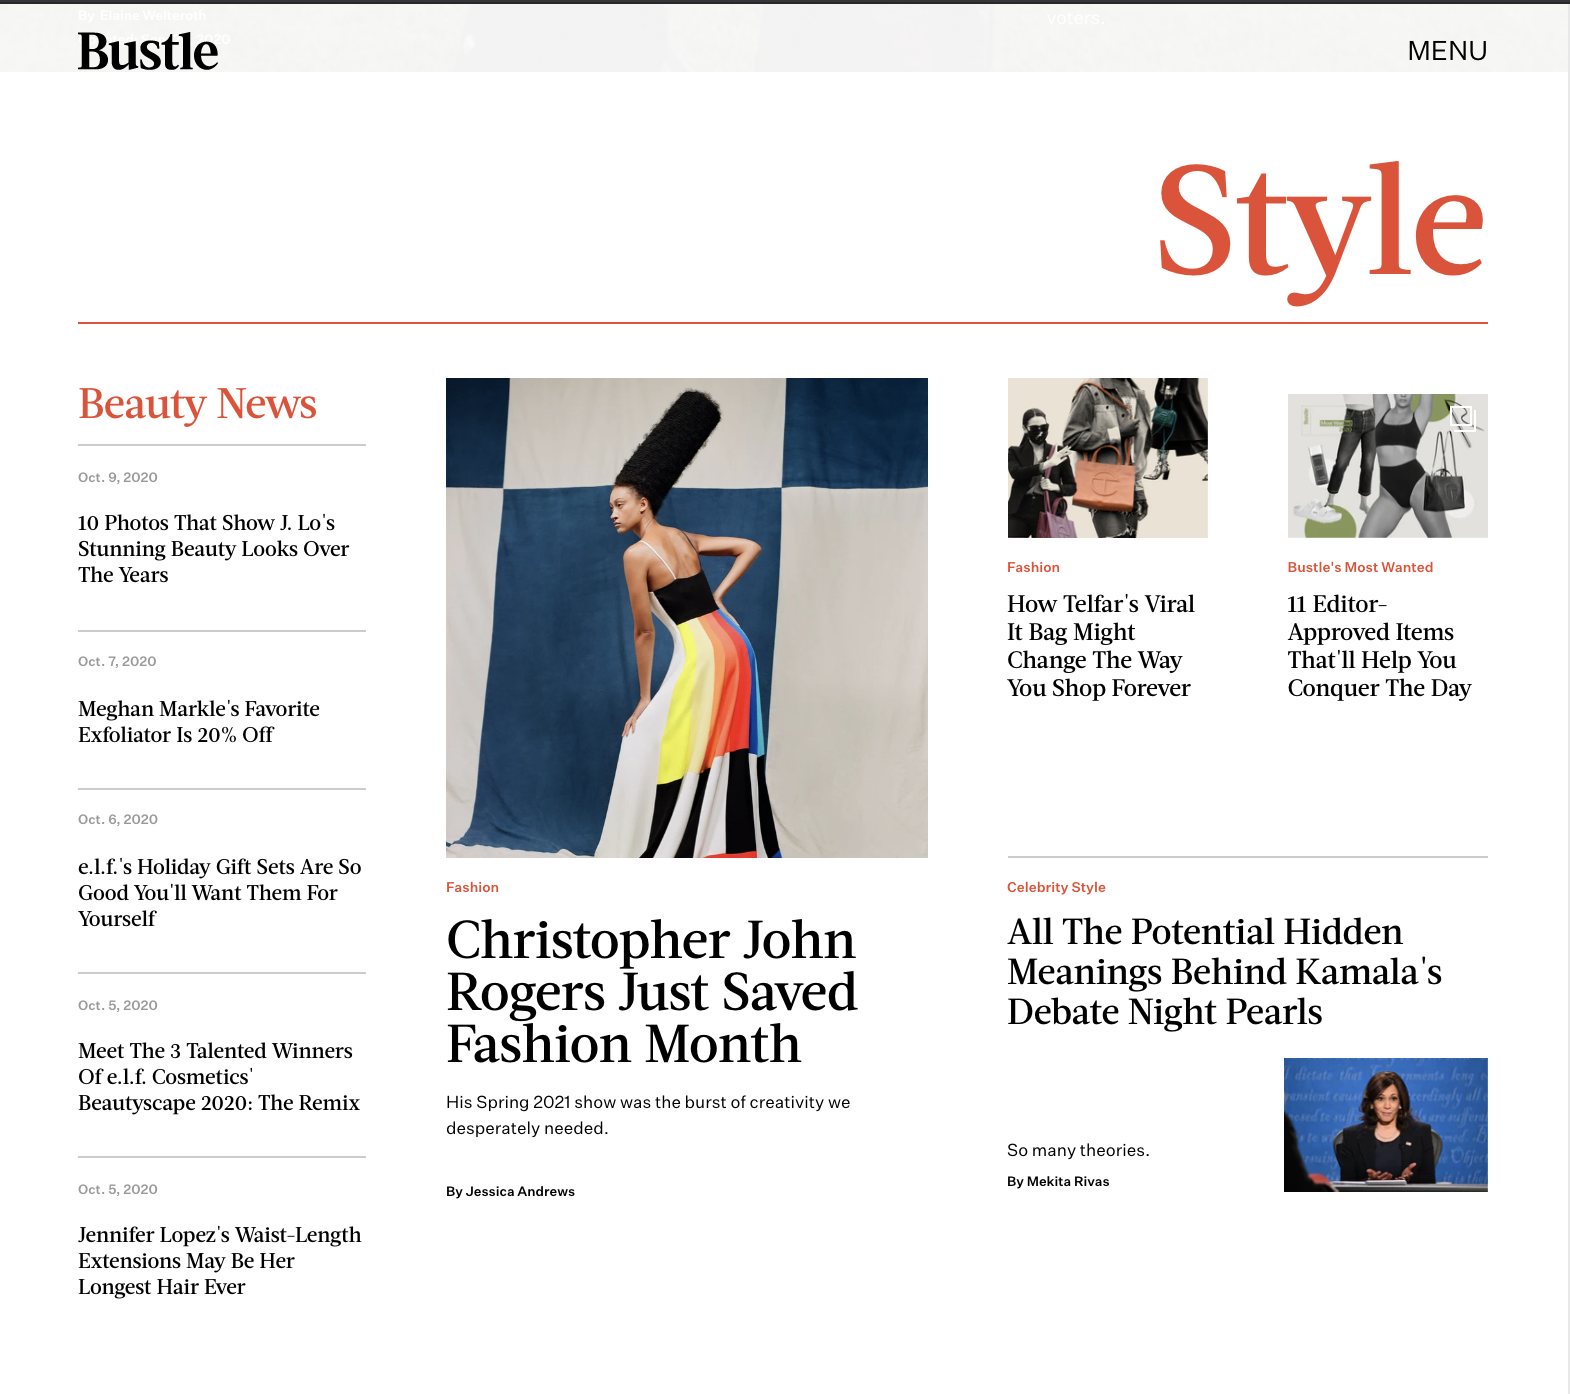 By Elaine Welteroth
voters.
Bustle
MENU
Style
Beauty News
Oct. 9, 2020
10 Photos That Show J. Lo's
Stunning Beauty Looks Over
The Years
Oct. 7, 2020
Meghan Markle's Favorite
Exfoliator Is 20% Off
Oct. 6, 2020
e.l.f.'s Holiday Gift Sets Are So
Good You'll Want Them For
Yourself
Oct. 5, 2020
Meet The 3 Talented Winners
Of e.l.f. Cosmetics'
Beautyscape 2020: The Remix
Oct. 5, 2020
Jennifer Lopez's Waist-Length
Extensions May Be Her
Longest Hair Ever
Fashion
Christopher John
Rogers Just Saved
Fashion Month
His Spring 2021 show was the burst of creativity we
desperately needed.
By Jessica Andrews
Fashion
How Telfar's Viral
It Bag Might
Change The Way
You Shop Forever
Bustle's Most Wanted
11 Editor-
Approved Items
That'll Help You
Conquer The Day
Celebrity Style
All The Potential Hidden
Meanings Behind Kamala's
Debate Night Pearls
So many theories.
By Mekita Rivas